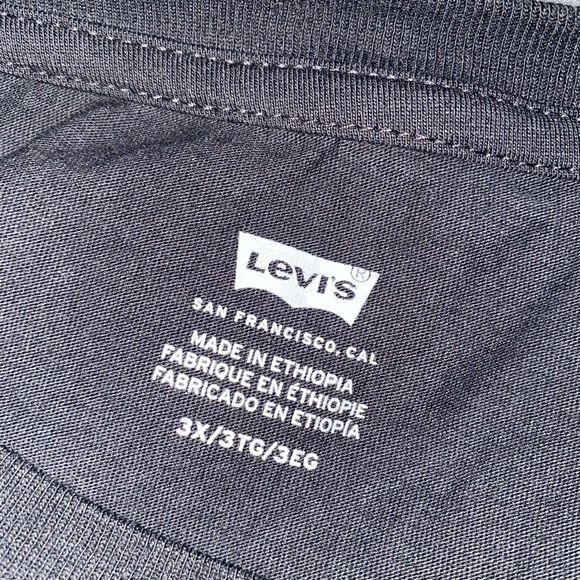 Levi's®
SAN FRANCISCO, CAL
MADE IN ETHIOPIA
FABRIQUE EN ÉTHIOPIE
FABRICADO EN ETIOPÍA
3X/3TG/3EG